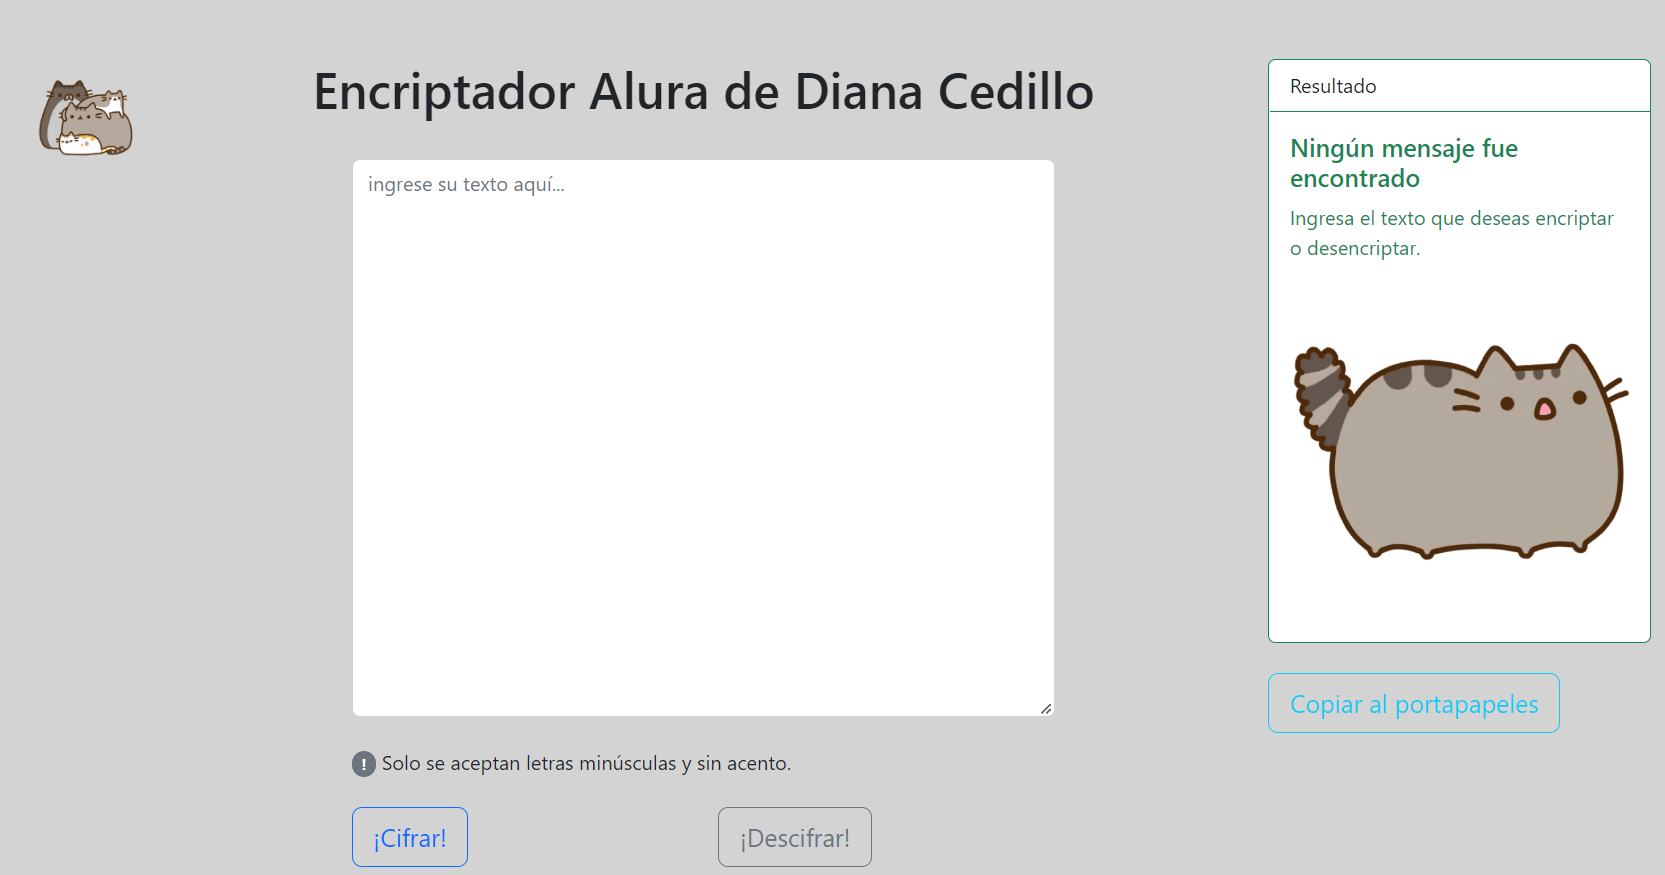 Encriptador Alura de Diana Cedillo
ingrese su texto aquí...
! Solo se aceptan letras minúsculas y sin acento.
¡Cifrar!
¡Descifrar!
Resultado
Ningún mensaje fue
encontrado
Ingresa el texto que deseas encriptar
o desencriptar.
Copiar al portapapeles